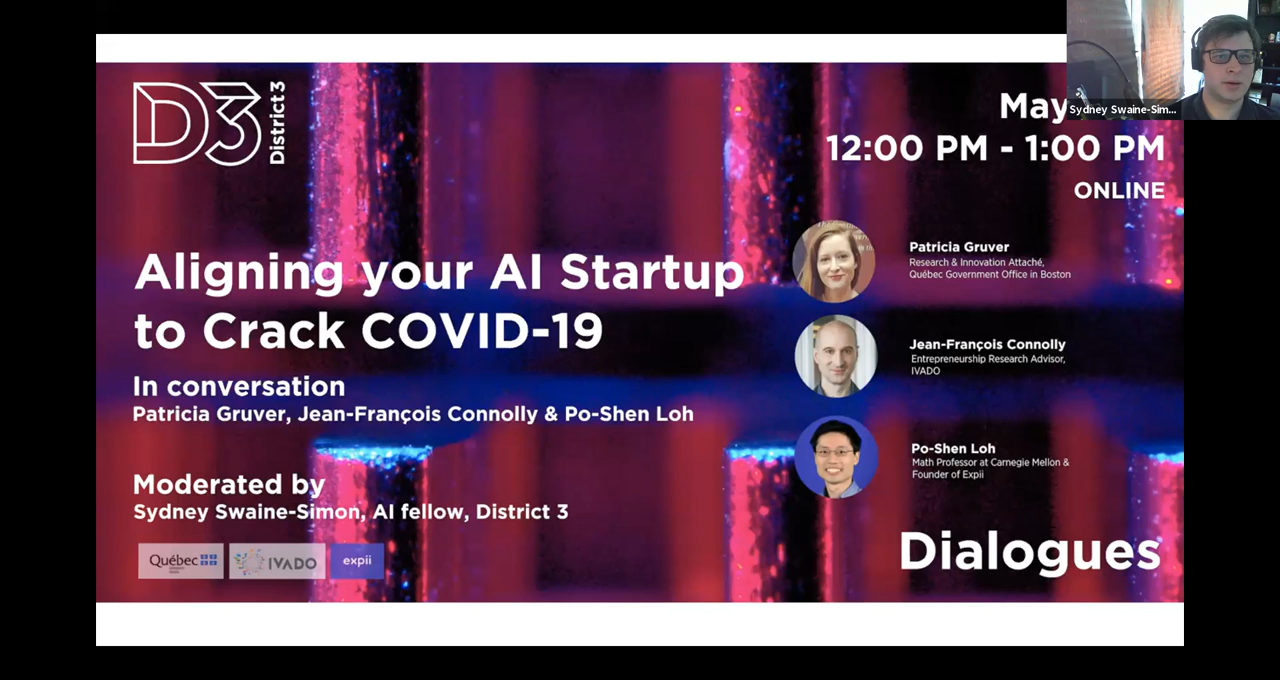 D3
District 3
May
12:00 PM - 1:00 PM
ONLINE
Sydney Swaine-Sim...
Aligning your AI Startup
to Crack COVID-19
In conversation
Patricia Gruver, Jean-François Connolly & Po-Shen Loh
Moderated by
Sydney Swaine-Simon, AI fellow, District 3
Québec
IVADO
expii
Patricia Gruver
Research & Innovation Attaché,
Québec Government Office in Boston
Jean-François Connolly
Entrepreneurship Research Advisor,
IVADO
Po-Shen Loh
Math Professor at Carnegie Mellon &
Founder of Expii
Dialogues